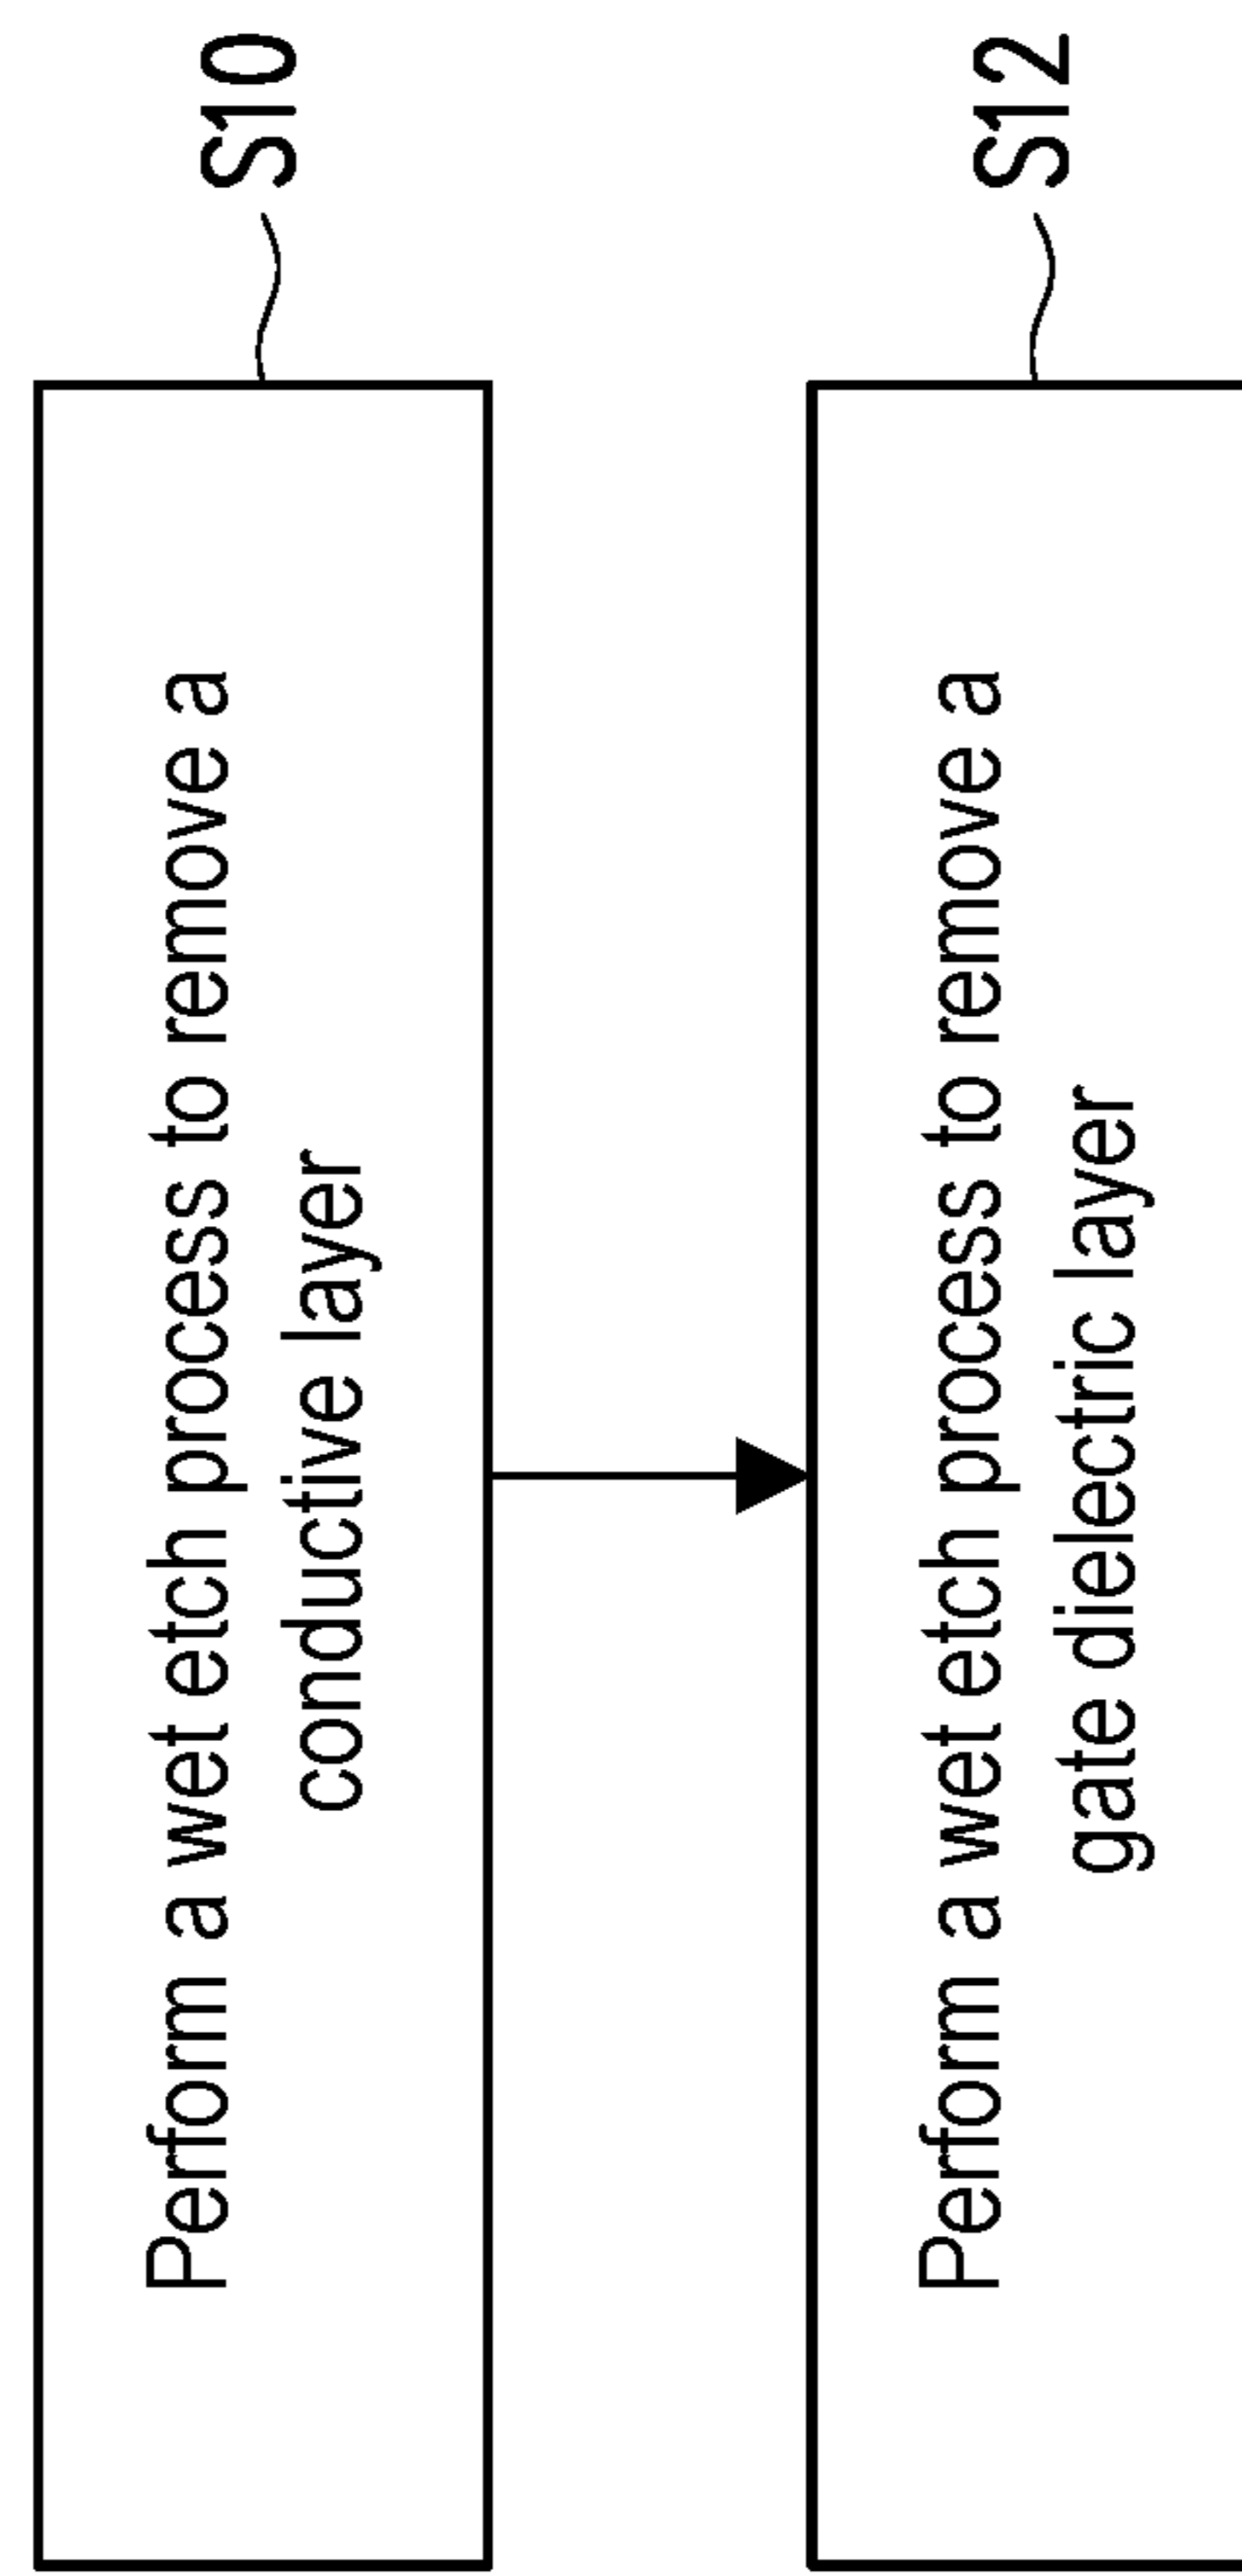 Perform a wet etch process to remove a
conductive layer
S10
Perform a wet etch process to remove a
gate dielectric layer
S12